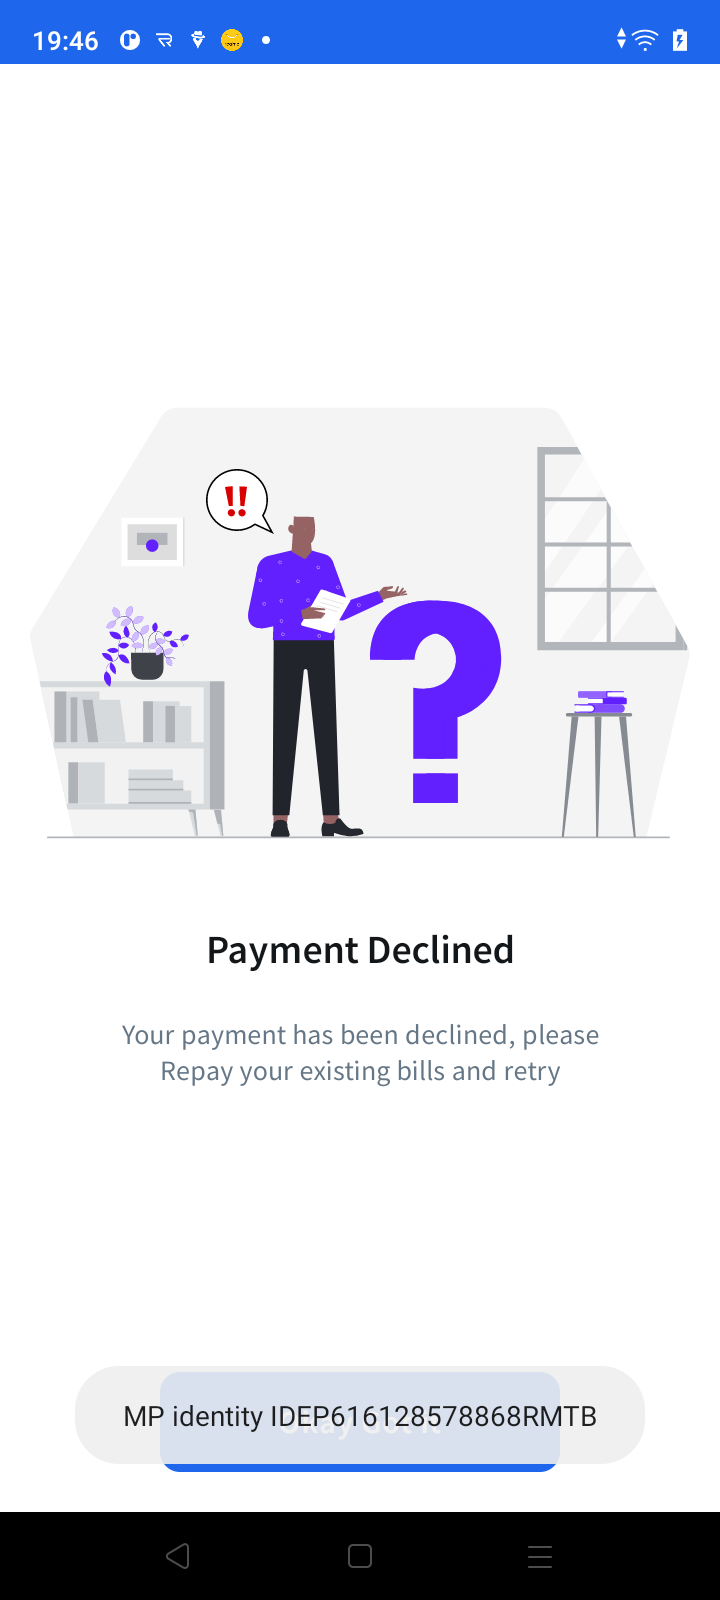 19:46
!!
?
Payment Declined
Your payment has been declined, please
Repay your existing bills and retry
MP identity IDEP616128578868RMTB
Okay Got it